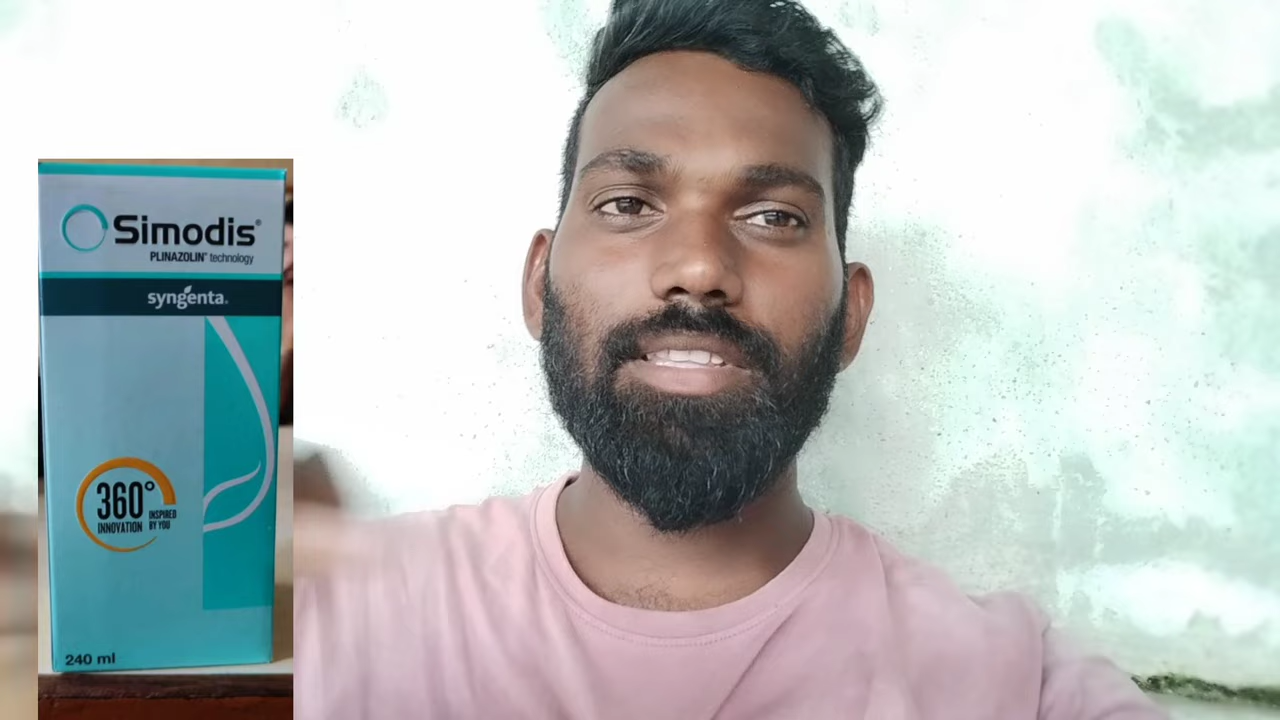 Simodis®
PLINAZOLIN® technology
syngenta®
360°
INNOVATION
INSPIRED
BY YOU
240 ml